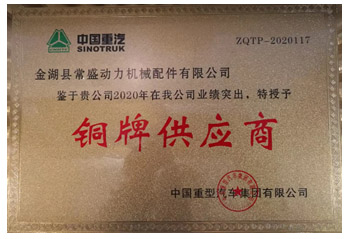 中国重汽
SINOTRUK
ZQTP-2020117
金湖县常盛动力机械配件有限公司
鉴于贵公司2020年在我公司业绩突出，特授予
铜牌供应商
中国重型汽车集团有限公司